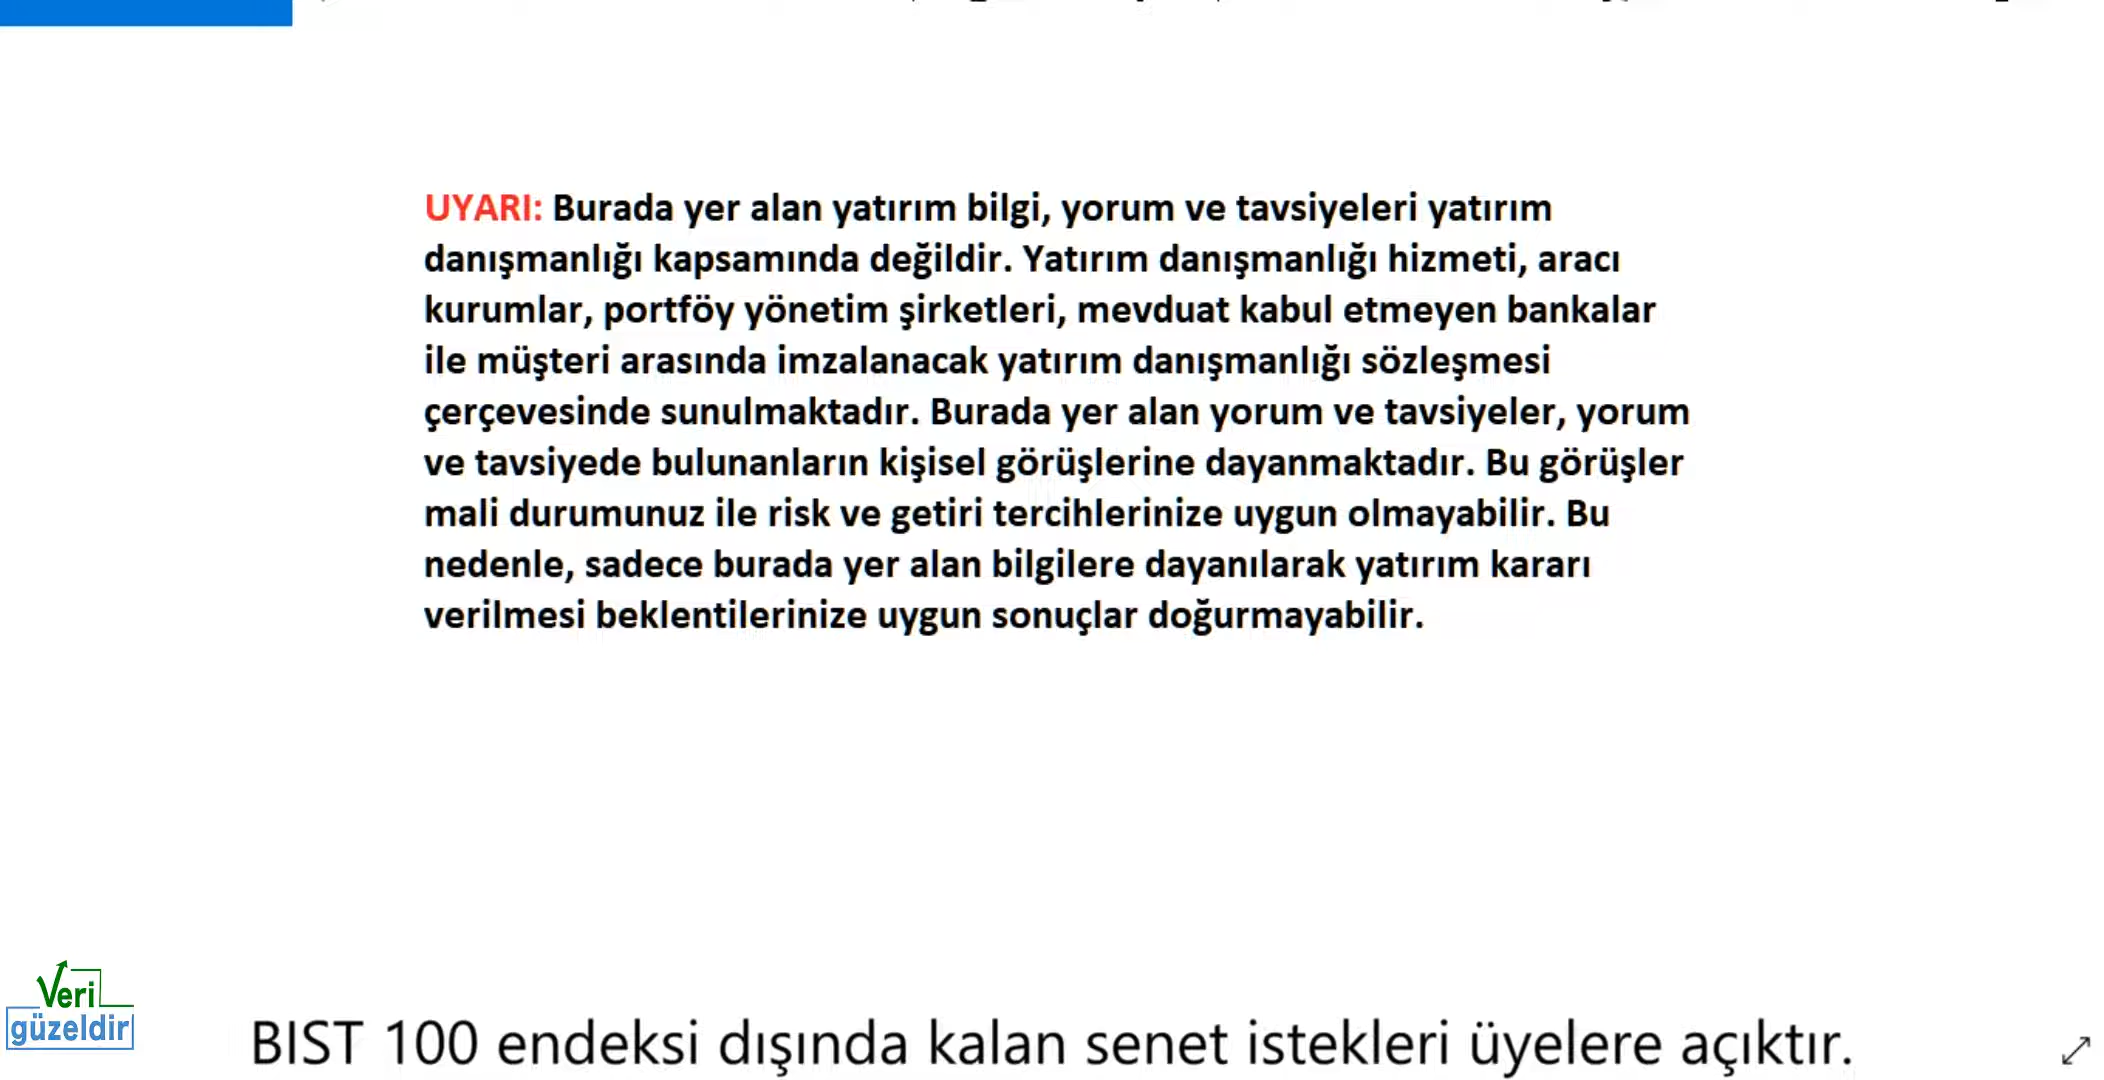 UYARI: Burada yer alan yatırım bilgi, yorum ve tavsiyeleri yatırım
danışmanlığı kapsamında değildir. Yatırım danışmanlığı hizmeti, aracı
kurumlar, portföy yönetim şirketleri, mevduat kabul etmeyen bankalar
ile müşteri arasında imzalanacak yatırım danışmanlığı sözleşmesi
çerçevesinde sunulmaktadır. Burada yer alan yorum ve tavsiyeler, yorum
ve tavsiyede bulunanların kişisel görüşlerine dayanmaktadır. Bu görüşler
mali durumunuz ile risk ve getiri tercihlerinize uygun olmayabilir. Bu
nedenle, sadece burada yer alan bilgilere dayanılarak yatırım kararı
verilmesi beklentilerinize uygun sonuçlar doğurmayabilir.
Veri
güzeldir
BIST 100 endeksi dışında kalan senet istekleri üyelere açıktır.